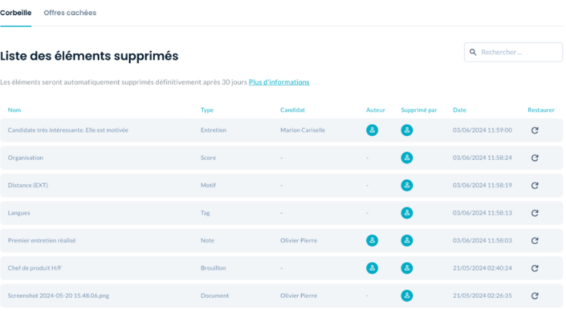 Corbeille Offres cachées
Liste des éléments supprimés
Rechercher ...
Les éléments seront automatiquement supprimés définitivement après 30 jours Plus d'informations
Nom Type Candidat Auteur Supprimé par Date Restaurer
Candidate très intéressante. Elle est motivée Entretien Marion Cariselle 03/06/2024 11:59:00
Organisation Score - - 03/06/2024 11:58:24
Distance (EXT) Motif - - 03/06/2024 11:58:19
Langues Tag - - 03/06/2024 11:58:13
Premier entretien réalisé Note Olivier Pierre 03/06/2024 11:58:03
Chef de produit H/F Brouillon - 21/05/2024 02:40:24
Screenshot 2024-05-20 15.48.06.png Document Olivier Pierre - 21/05/2024 02:26:35